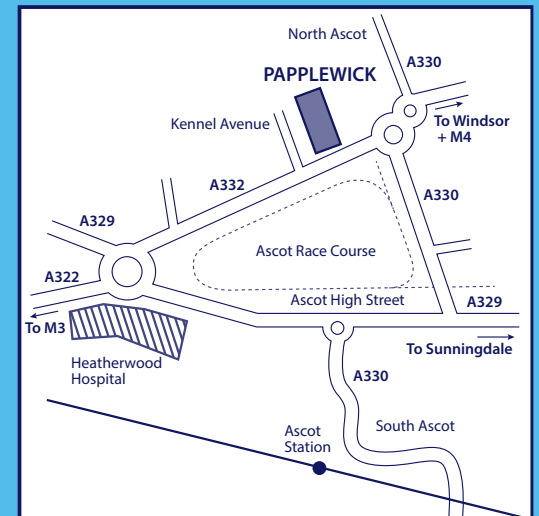 North Ascot
A330
PAPPLEWICK
Kennel Avenue
To Windsor
+ M4
A332
A330
A329
Ascot Race Course
A322
Ascot High Street
A329
To M3
To Sunningdale
Heatherwood
Hospital
A330
Ascot
Station
South Ascot